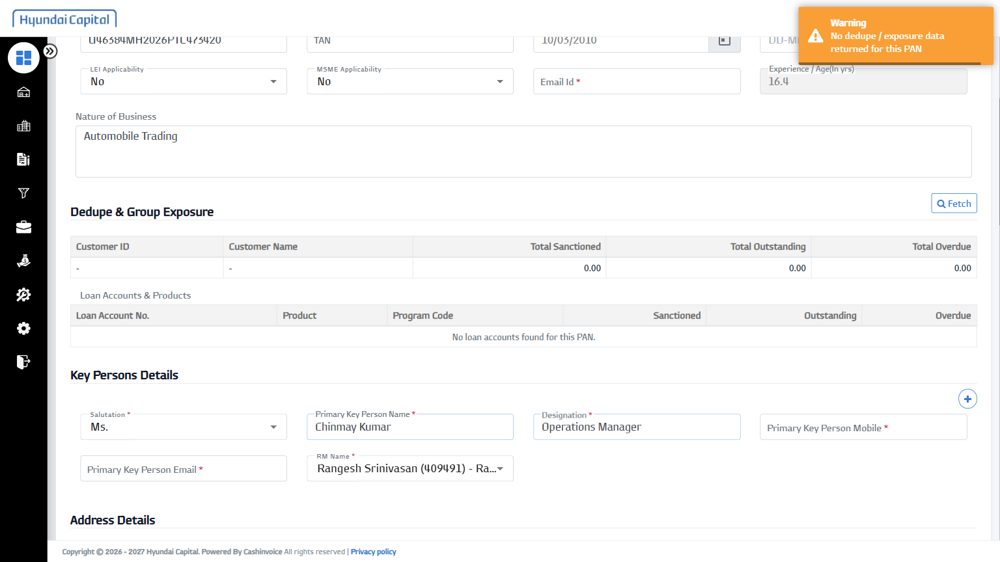 Hyundai Capital
Warning
No dedupe / exposure data
returned for this PAN
TAN
10/03/2010
LEI Applicability
No
MSME Applicability
No
Email Id *
Experience / Age(In yrs)
16.4
Nature of Business
Automobile Trading
Fetch
Dedupe & Group Exposure
Customer ID Customer Name Total Sanctioned Total Outstanding Total Overdue
- - 0.00 0.00 0.00
Loan Accounts & Products
Loan Account No. Product Program Code Sanctioned Outstanding Overdue
No loan accounts found for this PAN.
Key Persons Details
Salutation *
Ms.
Primary Key Person Name *
Chinmay Kumar
Designation *
Operations Manager
Primary Key Person Mobile *
Primary Key Person Email *
RM Name *
Rangesh Srinivasan (409491) - Ra...
Address Details
Copyright © 2026 - 2027 Hyundai Capital. Powered By Cashinvoice All rights reserved | Privacy policy